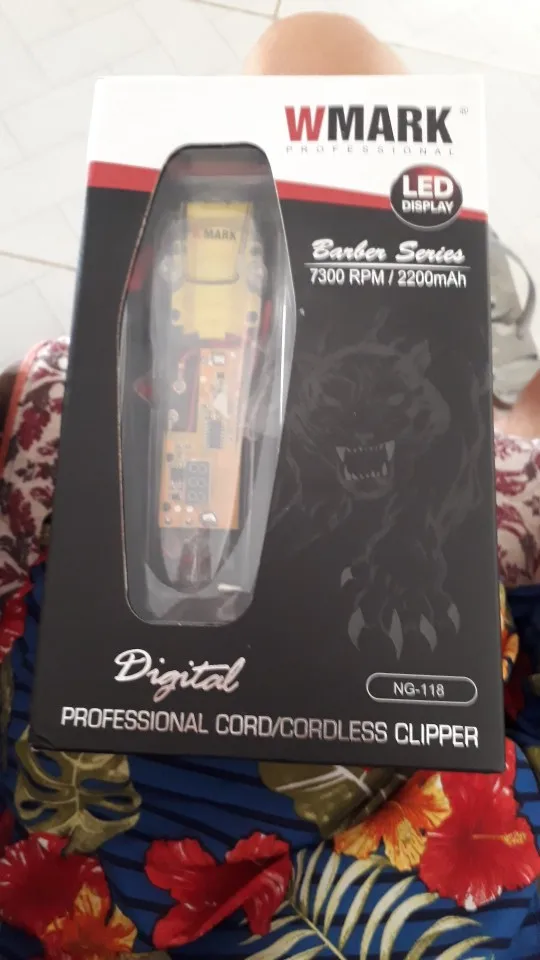 WMARK ®
PROFESSIONAL
LED
DISPLAY
Barber Series
7300 RPM / 2200mAh
WMARK
Digital
NG-118
PROFESSIONAL CORD/CORDLESS CLIPPER